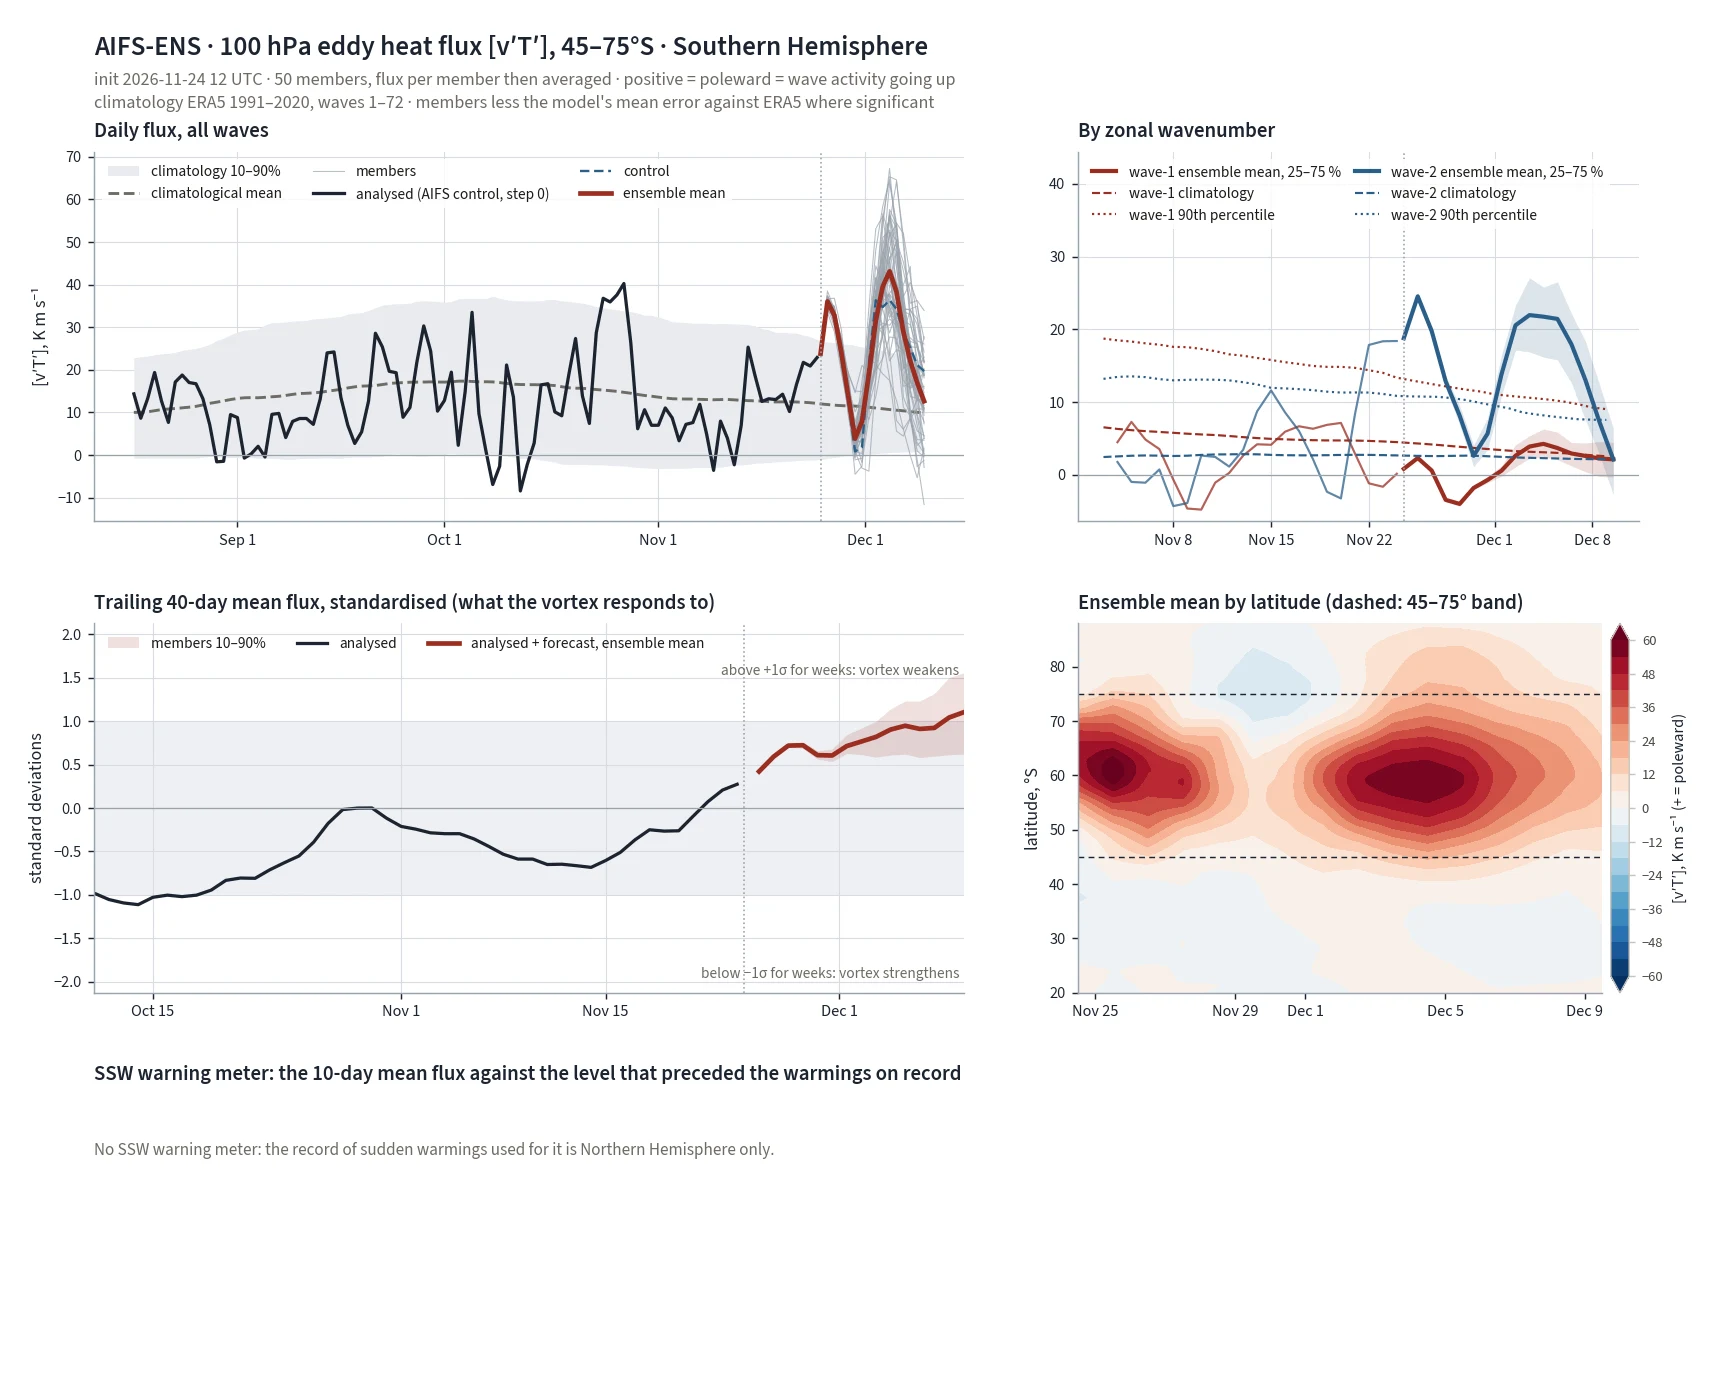 AIFS-ENS · 100 hPa eddy heat flux [v′T′], 45–75°S · Southern Hemisphere
init 2026-11-24 12 UTC · 50 members, flux per member then averaged · positive = poleward = wave activity going up
climatology ERA5 1991–2020, waves 1–72 · members less the model's mean error against ERA5 where significant
Daily flux, all waves
climatology 10–90%
climatological mean
members
analysed (AIFS control, step 0)
control
ensemble mean
70
60
50
40
30
20
10
0
−10
[v′T′], K m s⁻¹
Sep 1
Oct 1
Nov 1
Dec 1
By zonal wavenumber
wave-1 ensemble mean, 25–75 %
wave-1 climatology
wave-1 90th percentile
wave-2 ensemble mean, 25–75 %
wave-2 climatology
wave-2 90th percentile
40
30
20
10
0
Nov 8
Nov 15
Nov 22
Dec 1
Dec 8
Trailing 40-day mean flux, standardised (what the vortex responds to)
members 10–90%
analysed
analysed + forecast, ensemble mean
above +1σ for weeks: vortex weakens
below −1σ for weeks: vortex strengthens
2.0
1.5
1.0
0.5
0.0
−0.5
−1.0
−1.5
−2.0
standard deviations
Oct 15
Nov 1
Nov 15
Dec 1
Ensemble mean by latitude (dashed: 45–75° band)
80
70
60
50
40
30
20
latitude, °S
Nov 25
Nov 29
Dec 1
Dec 5
Dec 9
60
48
36
24
12
0
−12
−24
−36
−48
−60
[v′T′], K m s⁻¹ (+ = poleward)
SSW warning meter: the 10-day mean flux against the level that preceded the warmings on record
No SSW warning meter: the record of sudden warmings used for it is Northern Hemisphere only.